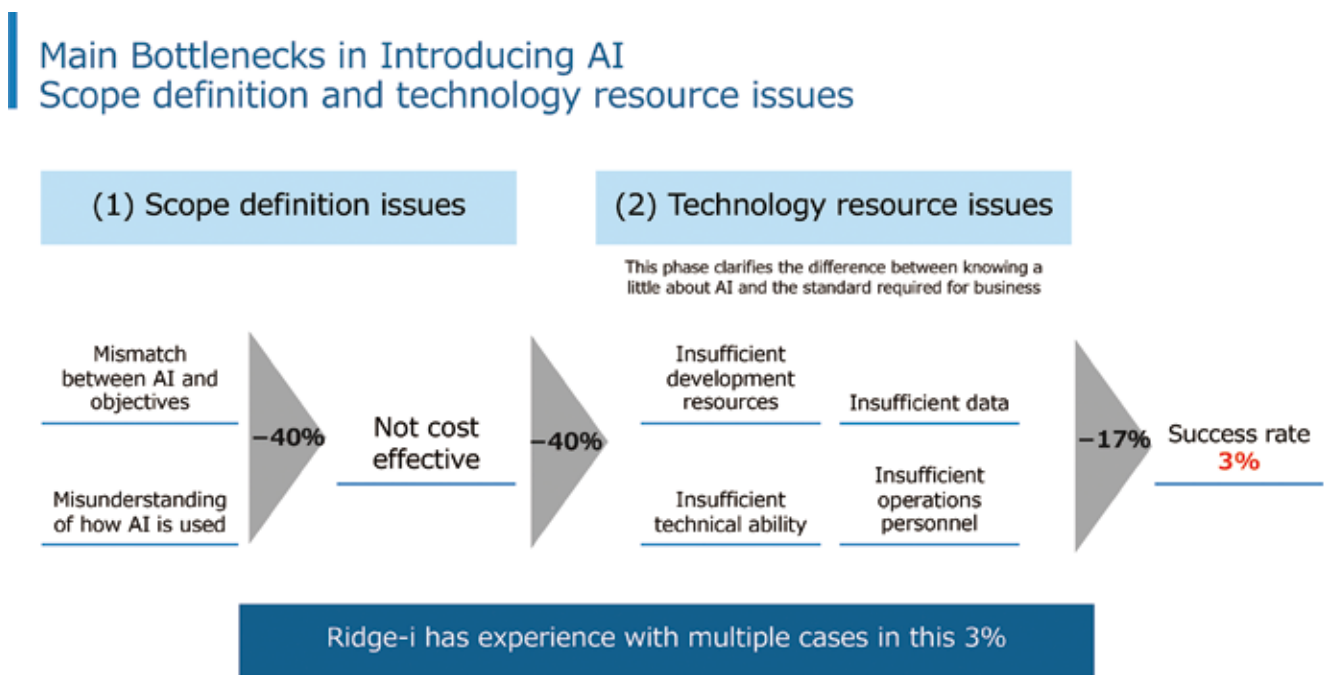 Main Bottlenecks in Introducing AI
Scope definition and technology resource issues
(1) Scope definition issues
(2) Technology resource issues
This phase clarifies the difference between knowing a
little about AI and the standard required for business
Mismatch
between AI and
objectives
Misunderstanding
of how AI is used
−40%
Not cost
effective
−40%
Insufficient
development
resources
Insufficient data
Insufficient
technical ability
Insufficient
operations
personnel
−17%
Success rate
3%
Ridge-i has experience with multiple cases in this 3%